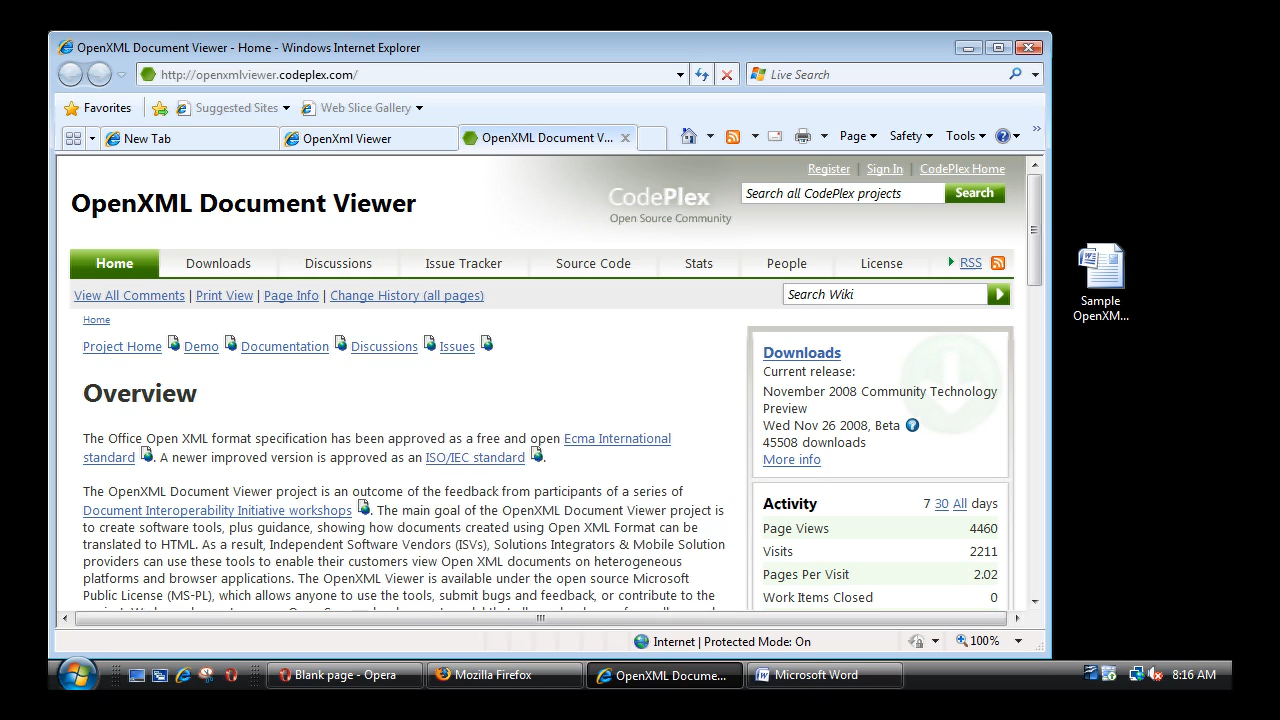 OpenXML Document Viewer - Home - Windows Internet Explorer
http://openxmlviewer.codeplex.com/
Live Search
Favorites
Suggested Sites
Web Slice Gallery
New Tab
OpenXml Viewer
OpenXML Document V...
Page
Safety
Tools
»
Register | Sign In | CodePlex Home
OpenXML Document Viewer
CodePlex
Open Source Community
Search all CodePlex projects
Search
Home
Downloads
Discussions
Issue Tracker
Source Code
Stats
People
License
RSS
View All Comments | Print View | Page Info | Change History (all pages)
Search Wiki
Home
Project Home Demo Documentation Discussions Issues
Overview
The Office Open XML format specification has been approved as a free and open Ecma International
standard . A newer improved version is approved as an ISO/IEC standard .
The OpenXML Document Viewer project is an outcome of the feedback from participants of a series of
Document Interoperability Initiative workshops . The main goal of the OpenXML Document Viewer project is
to create software tools, plus guidance, showing how documents created using Open XML Format can be
translated to HTML. As a result, Independent Software Vendors (ISVs), Solutions Integrators & Mobile Solution
providers can use these tools to enable their customers view Open XML documents on heterogeneous
platforms and browser applications. The OpenXML Viewer is available under the open source Microsoft
Public License (MS-PL), which allows anyone to use the tools, submit bugs and feedback, or contribute to the
Downloads
Current release:
November 2008 Community Technology
Preview
Wed Nov 26 2008, Beta
45508 downloads
More info
Activity 7 30 All days
Page Views 4460
Visits 2211
Pages Per Visit 2.02
Work Items Closed 0
Internet | Protected Mode: On
100%
Sample
OpenXM...
Blank page - Opera
Mozilla Firefox
OpenXML Docume...
Microsoft Word
8:16 AM